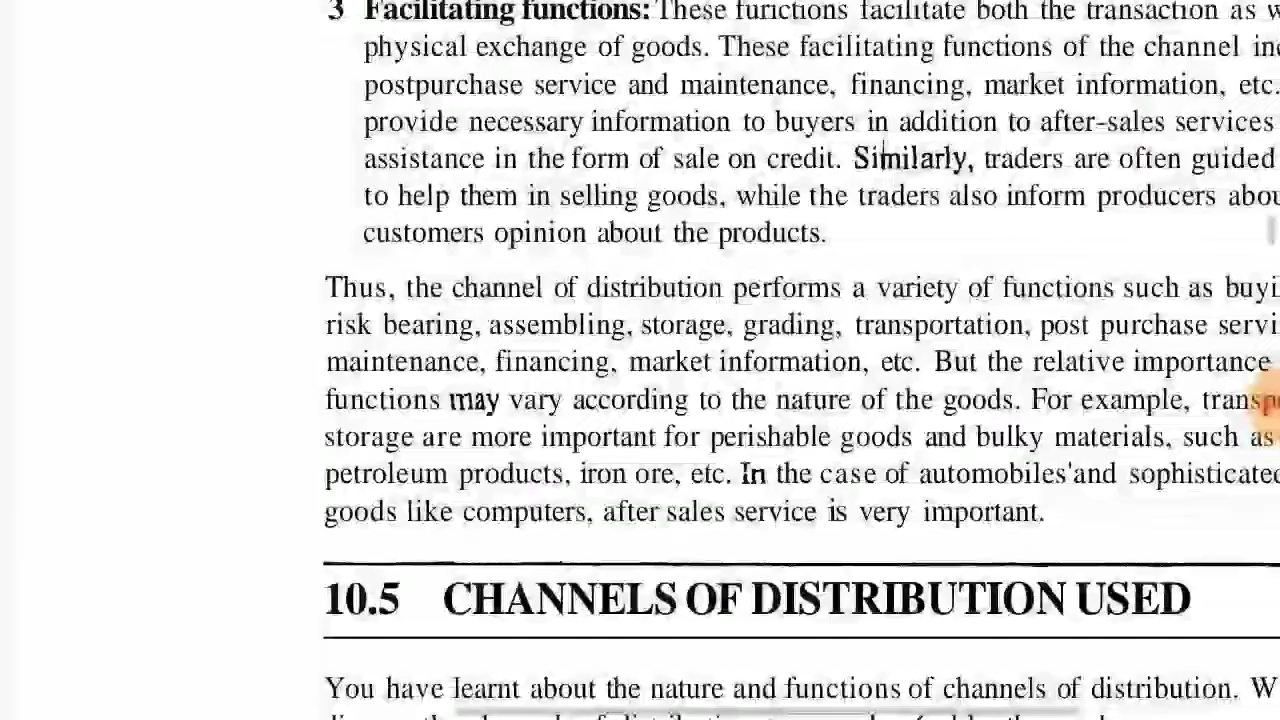 3 Facilitating functions: These functions facilitate both the transaction as
physical exchange of goods. These facilitating functions of the channel
postpurchase service and maintenance, financing, market information, etc.
provide necessary information to buyers in addition to after-sales services
assistance in the form of sale on credit. Similarly, traders are often guided
to help them in selling goods, while the traders also inform producers
customers opinion about the products.
Thus, the channel of distribution performs a variety of functions such as
risk bearing, assembling, storage, grading, transportation, post purchase
maintenance, financing, market information, etc. But the relative importance
functions may vary according to the nature of the goods. For example,
storage are more important for perishable goods and bulky materials, such as
petroleum products, iron ore, etc. In the case of automobiles'and sophisticated
goods like computers, after sales service is very important.
10.5 CHANNELS OF DISTRIBUTION USED
You have learnt about the nature and functions of channels of distribution.